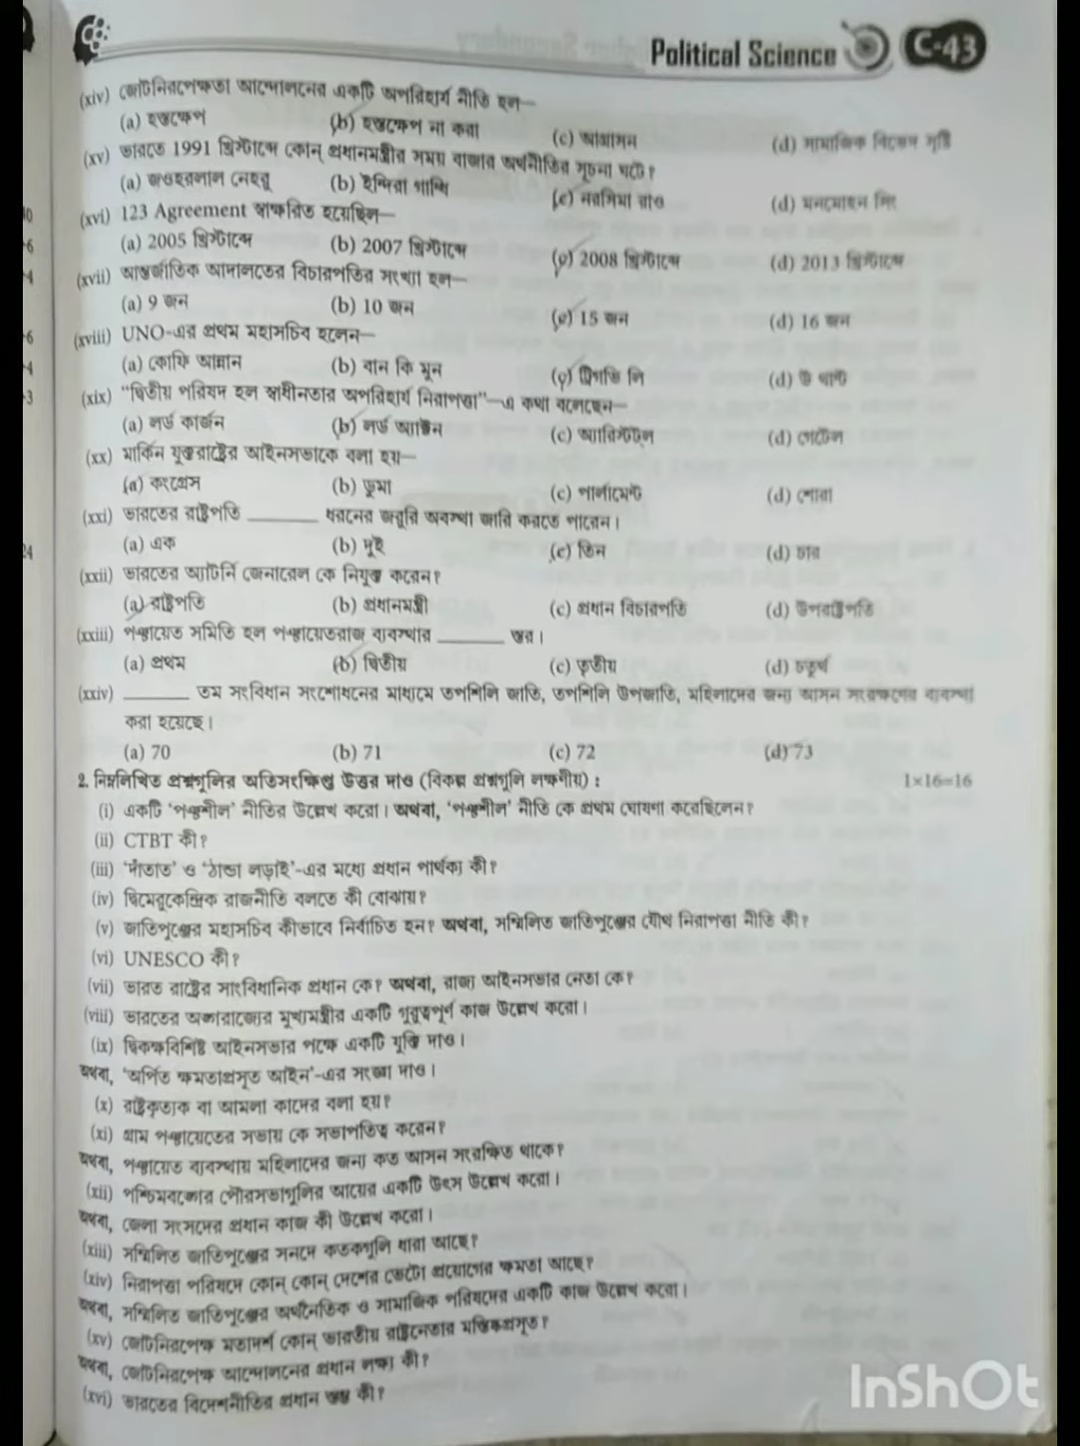 Political Science C-43
(xiv) জোটনিরপেক্ষতা আন্দোলনের একটি অপরিহার্য নীতি হল—
(a) হস্তক্ষেপ (b) হস্তক্ষেপ না করা (c) আগ্রাসন (d) সামাজিক বিভেদ সৃষ্টি
(xv) ভারতে 1991 খ্রিস্টাব্দে কোন্ প্রধানমন্ত্রীর সময় বাজার অর্থনীতির সূচনা ঘটে?
(a) জওহরলাল নেহরু (b) ইন্দিরা গান্ধি (c) নরসিমা রাও (d) মনমোহন সিং
(xvi) 123 Agreement স্বাক্ষরিত হয়েছিল—
(a) 2005 খ্রিস্টাব্দে (b) 2007 খ্রিস্টাব্দে (c) 2008 খ্রিস্টাব্দে (d) 2013 খ্রিস্টাব্দে
(xvii) আন্তর্জাতিক আদালতের বিচারপতির সংখ্যা হল—
(a) 9 জন (b) 10 জন (c) 15 জন (d) 16 জন
(xviii) UNO-এর প্রথম মহাসচিব হলেন—
(a) কোফি আন্নান (b) বান কি মুন (c) ট্রিগভি লি (d) উ থান্ট
(xix) “দ্বিতীয় পরিষদ হল স্বাধীনতার অপরিহার্য নিরাপত্তা”—এ কথা বলেছেন—
(a) লর্ড কার্জন (b) লর্ড অ্যাক্টন (c) অ্যারিস্টটল (d) গেটেল
(xx) মার্কিন যুক্তরাষ্ট্রের আইনসভাকে বলা হয়—
(a) কংগ্রেস (b) ডুমা (c) পার্লামেন্ট (d) শোরা
(xxi) ভারতের রাষ্ট্রপতি ______ ধরনের জরুরি অবস্থা জারি করতে পারেন।
(a) এক (b) দুই (c) তিন (d) চার
(xxii) ভারতের অ্যাটর্নি জেনারেল কে নিযুক্ত করেন?
(a) রাষ্ট্রপতি (b) প্রধানমন্ত্রী (c) প্রধান বিচারপতি (d) উপরাষ্ট্রপতি
(xxiii) পঞ্চায়েত সমিতি হল পঞ্চায়েতরাজ ব্যবস্থার ______ স্তর।
(a) প্রথম (b) দ্বিতীয় (c) তৃতীয় (d) চতুর্থ
(xxiv) ______ তম সংবিধান সংশোধনের মাধ্যমে তপশিলি জাতি, তপশিলি উপজাতি, মহিলাদের জন্য আসন সংরক্ষণের ব্যবস্থা
করা হয়েছে।
(a) 70 (b) 71 (c) 72 (d) 73
2. নিম্নলিখিত প্রশ্নগুলির অতিসংক্ষিপ্ত উত্তর দাও (বিকল্প প্রশ্নগুলি লক্ষণীয়) : 1×16=16
(i) একটি ‘পঞ্চশীল’ নীতির উল্লেখ করো। অথবা, ‘পঞ্চশীল’ নীতি কে প্রথম ঘোষণা করেছিলেন?
(ii) CTBT কী?
(iii) ‘দাঁতাত’ ও ‘ঠান্ডা লড়াই’-এর মধ্যে প্রধান পার্থক্য কী?
(iv) দ্বিমেরুকেন্দ্রিক রাজনীতি বলতে কী বোঝায়?
(v) জাতিপুঞ্জের মহাসচিব কীভাবে নির্বাচিত হন? অথবা, সম্মিলিত জাতিপুঞ্জের যৌথ নিরাপত্তা নীতি কী?
(vi) UNESCO কী?
(vii) ভারত রাষ্ট্রের সাংবিধানিক প্রধান কে? অথবা, রাজ্য আইনসভার নেতা কে?
(viii) ভারতের অঙ্গরাজ্যের মুখ্যমন্ত্রীর একটি গুরুত্বপূর্ণ কাজ উল্লেখ করো।
(ix) দ্বিকক্ষবিশিষ্ট আইনসভার পক্ষে একটি যুক্তি দাও।
অথবা, ‘অর্পিত ক্ষমতাপ্রসূত আইন’-এর সংজ্ঞা দাও।
(x) রাষ্ট্রকৃত্যক বা আমলা কাদের বলা হয়?
(xi) গ্রাম পঞ্চায়েতের সভায় কে সভাপতিত্ব করেন?
অথবা, পঞ্চায়েত ব্যবস্থায় মহিলাদের জন্য কত আসন সংরক্ষিত থাকে?
(xii) পশ্চিমবঙ্গের পৌরসভাগুলির আয়ের একটি উৎস উল্লেখ করো।
অথবা, জেলা সংসদের প্রধান কাজ কী উল্লেখ করো।
(xiii) সম্মিলিত জাতিপুঞ্জের সনদে কতকগুলি ধারা আছে?
(xiv) নিরাপত্তা পরিষদে কোন্ কোন্ দেশের ভেটো প্রয়োগের ক্ষমতা আছে?
অথবা, সম্মিলিত জাতিপুঞ্জের অর্থনৈতিক ও সামাজিক পরিষদের একটি কাজ উল্লেখ করো।
(xv) জোটনিরপেক্ষ মতাদর্শ কোন্ ভারতীয় রাষ্ট্রনেতার মস্তিষ্কপ্রসূত?
অথবা, জোটনিরপেক্ষ আন্দোলনের প্রধান লক্ষ্য কী?
(xvi) ভারতের বিদেশনীতির প্রধান স্তম্ভ কী?
InShOt